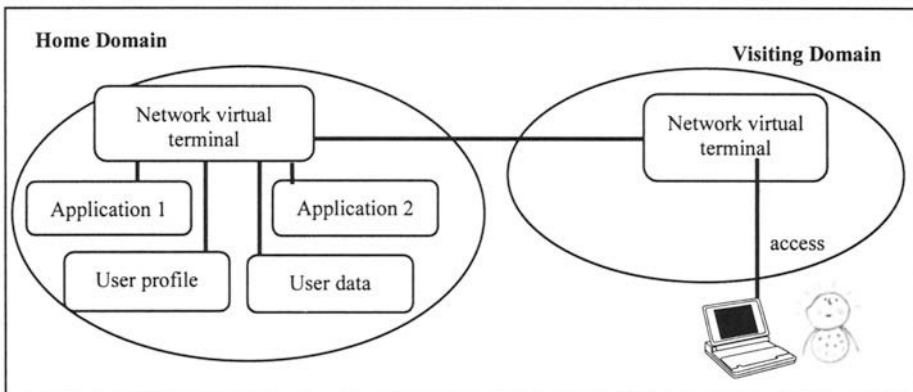 Home Domain
Visiting Domain
Network virtual
terminal
Network virtual
terminal
Application 1
Application 2
User profile
User data
access